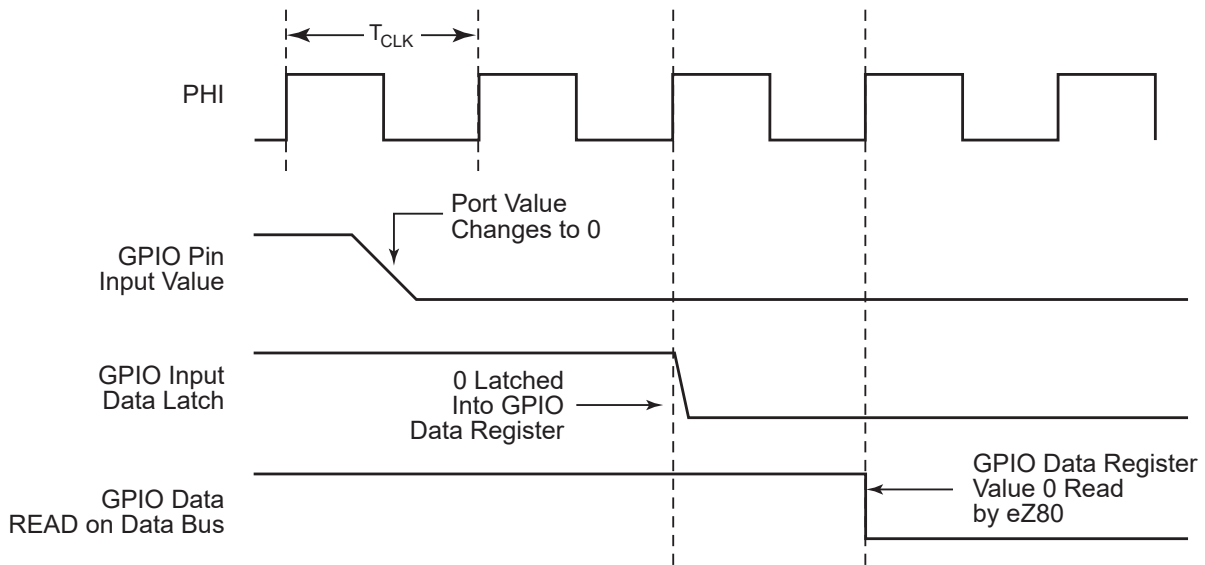 TCLK
PHI
Port Value
Changes to 0
GPIO Pin
Input Value
GPIO Input
Data Latch
0 Latched
Into GPIO
Data Register
GPIO Data
READ on Data Bus
GPIO Data Register
Value 0 Read
by eZ80